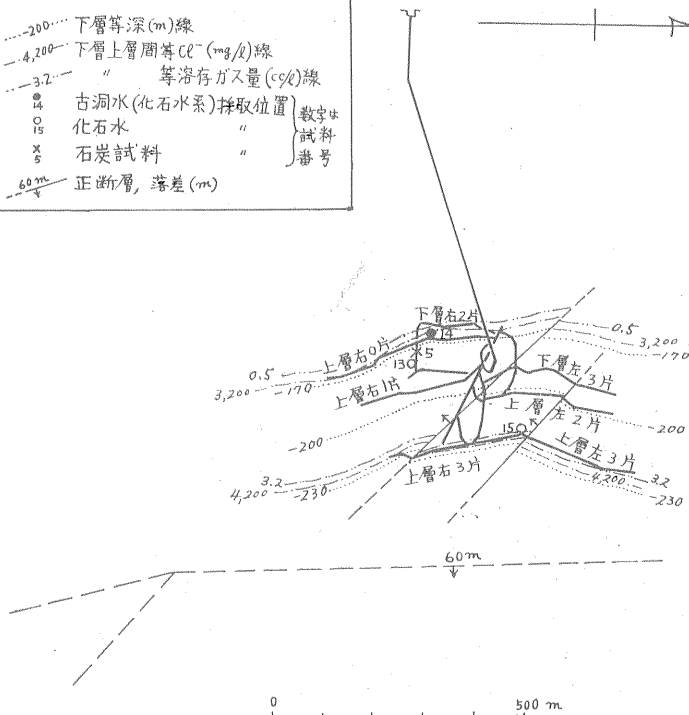 -200 下層等深(m)線
4,200 下層上層間等Cl⁻(mg/l)線
3.2 〃 等溶存ガス量(cc/l)線
14 古洞水(化石水系)採取位置
15 化石水 〃
5 石炭試料 〃
数字は
試料
番号
60m 正断層, 落差(m)
下層右2片
14
0.5
3,200
-170
上層右0片
5
13
0.5
3,200
-170
下層左3片
上層右1片
上層左2片
-200
15
-200
上層左3片
上層右3片
3.2
4,200
-230
3.2
4,200
-230
60m
0
500 m